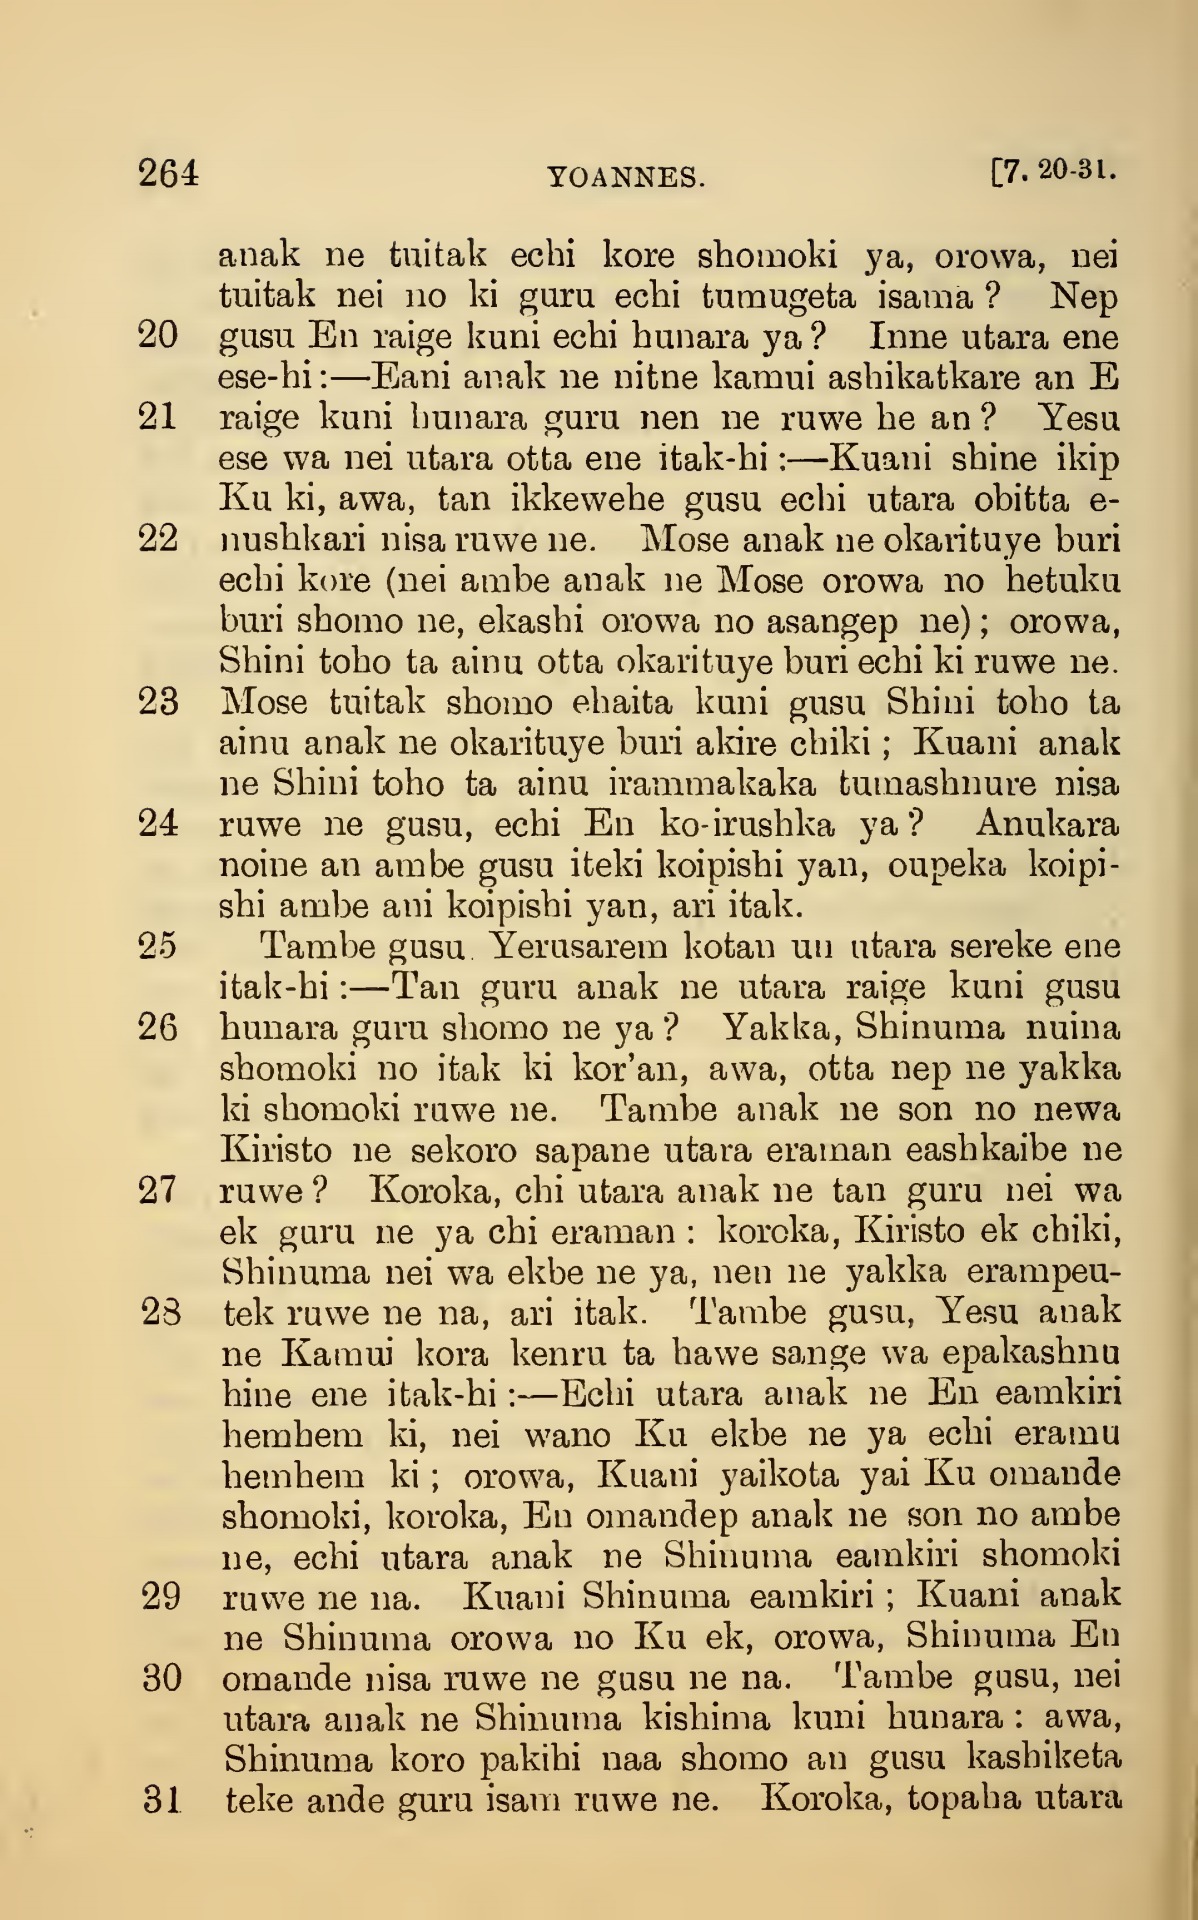 264 YOANNES. [7. 20-31.
anak ne tuitak echi kore shomoki ya, orowa, nei
tuitak nei no ki guru echi tumugeta isama? Nep
20 gusu En raige kuni echi hunara ya? Inne utara ene
ese-hi:—Eani anak ne nitne kamui ashikatkare an E
21 raige kuni hunara guru nen ne ruwe he an? Yesu
ese wa nei utara otta ene itak-hi:—Kuani shine ikip
Ku ki, awa, tan ikkewehe gusu echi utara obitta e-
22 nushkari nisa ruwe ne. Mose anak ne okarituye buri
echi kore (nei ambe anak ne Mose orowa no hetuku
buri shomo ne, ekashi orowa no asangep ne); orowa,
Shini toho ta ainu otta okarituye buri echi ki ruwe ne.
23 Mose tuitak shomo ehaita kuni gusu Shini toho ta
ainu anak ne okarituye buri akire chiki; Kuani anak
ne Shini toho ta ainu irammakaka tumashnure nisa
24 ruwe ne gusu, echi En ko-irushka ya? Anukara
noine an ambe gusu iteki koipishi yan, oupeka koipi-
shi ambe ani koipishi yan, ari itak.
25 Tambe gusu Yerusarem kotan un utara sereke ene
itak-hi:—Tan guru anak ne utara raige kuni gusu
26 hunara guru shomo ne ya? Yakka, Shinuma nuina
shomoki no itak ki kor'an, awa, otta nep ne yakka
ki shomoki ruwe ne. Tambe anak ne son no newa
Kiristo ne sekoro sapane utara eraman eashkaibe ne
27 ruwe? Koroka, chi utara anak ne tan guru nei wa
ek guru ne ya chi eraman: koroka, Kiristo ek chiki,
Shinuma nei wa ekbe ne ya, nen ne yakka erampeu-
28 tek ruwe ne na, ari itak. Tambe gusu, Yesu anak
ne Kamui kora kenru ta hawe sange wa epakashnu
hine ene itak-hi:—Echi utara anak ne En eamkiri
hemhem ki, nei wano Ku ekbe ne ya echi eramu
hemhem ki; orowa, Kuani yaikota yai Ku omande
shomoki, koroka, En omandep anak ne son no ambe
ne, echi utara anak ne Shinuma eamkiri shomoki
29 ruwe ne na. Kuani Shinuma eamkiri; Kuani anak
ne Shinuma orowa no Ku ek, orowa, Shinuma En
30 omande nisa ruwe ne gusu ne na. Tambe gusu, nei
utara anak ne Shinuma kishima kuni hunara: awa,
Shinuma koro pakihi naa shomo an gusu kashiketa
31 teke ande guru isam ruwe ne. Koroka, topaha utara